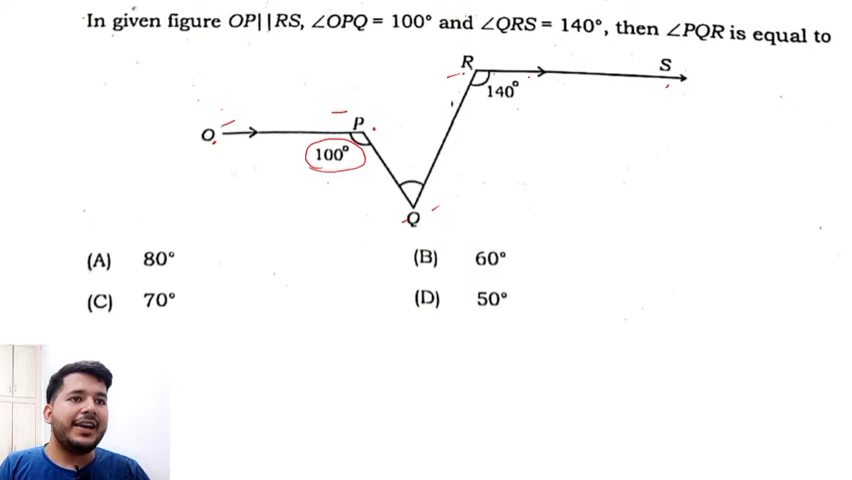 In given figure OP||RS, ∠OPQ = 100° and ∠QRS = 140°, then ∠PQR is equal to
R
S
140°
P
O
100°
Q
(A) 80°
(B) 60°
(C) 70°
(D) 50°